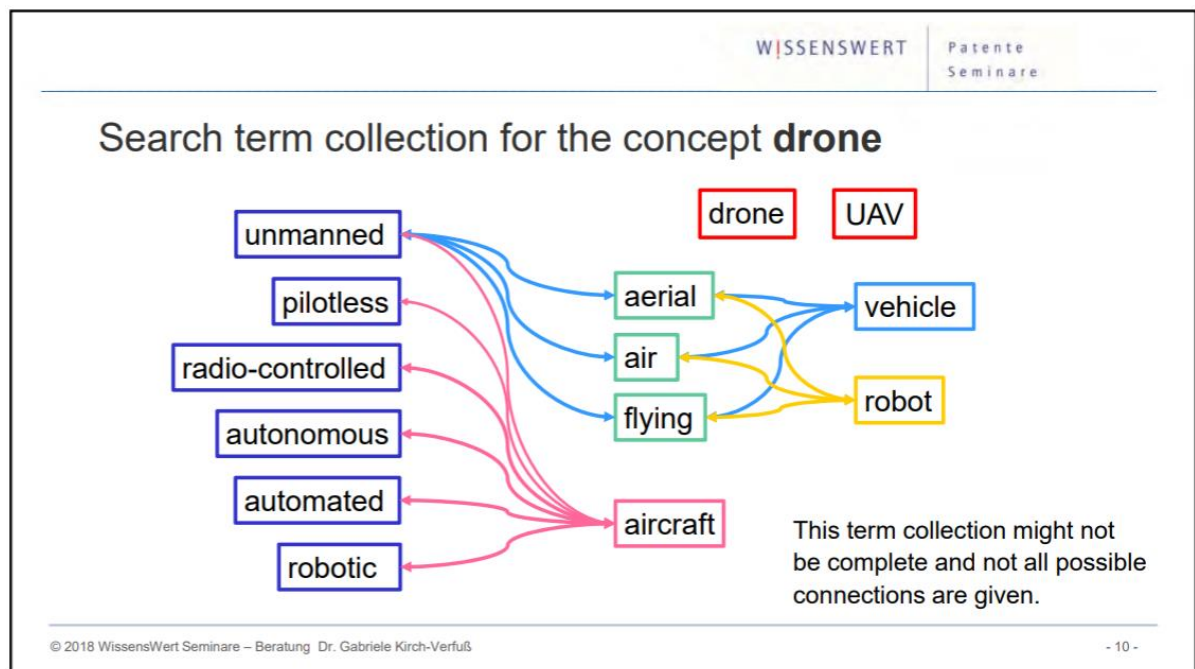 W!SSENSWERT
Patente
Seminare
Search term collection for the concept drone
drone
UAV
unmanned
pilotless
radio-controlled
autonomous
automated
robotic
aerial
air
flying
aircraft
vehicle
robot
This term collection might not
be complete and not all possible
connections are given.
© 2018 WissensWert Seminare – Beratung Dr. Gabriele Kirch-Verfuß
- 10 -